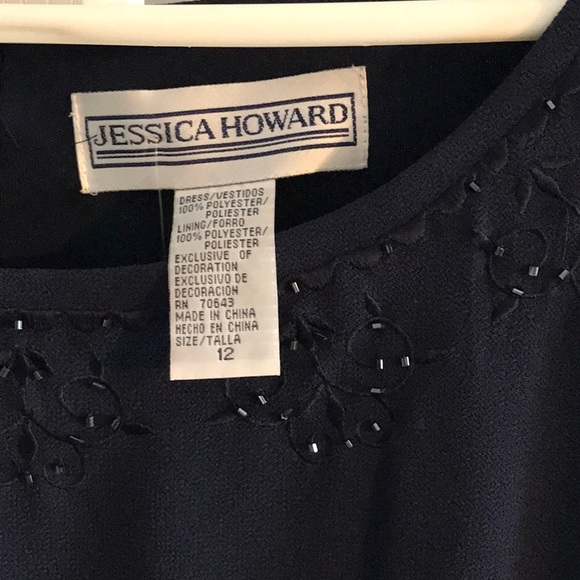 JESSICA HOWARD
DRESS/VESTIDOS
100% POLYESTER/
POLIESTER
LINING/FORRO
100% POLYESTER/
POLIESTER
EXCLUSIVE OF
DECORATION
EXCLUSIVO DE
DECORACION
RN 70643
MADE IN CHINA
HECHO EN CHINA
SIZE/TALLA
12